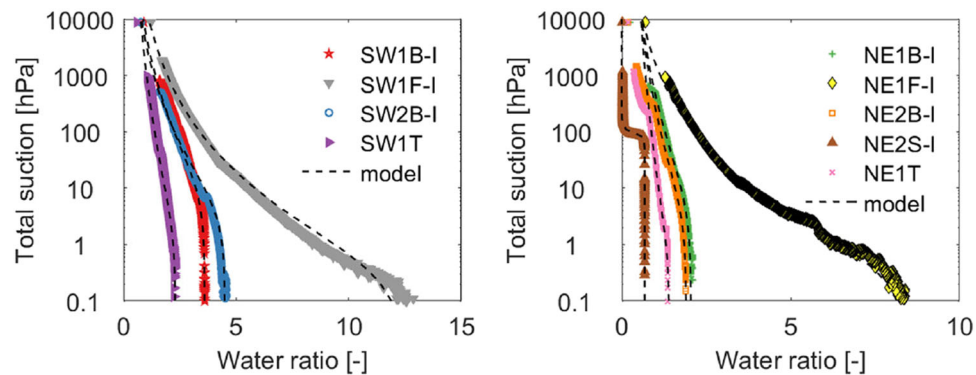 Total suction [hPa]
10000
1000
100
10
1
0.1
0 5 10 15
Water ratio [-]
SW1B-I
SW1F-I
SW2B-I
SW1T
model
Total suction [hPa]
10000
1000
100
10
1
0.1
0 5 10
Water ratio [-]
NE1B-I
NE1F-I
NE2B-I
NE2S-I
NE1T
model